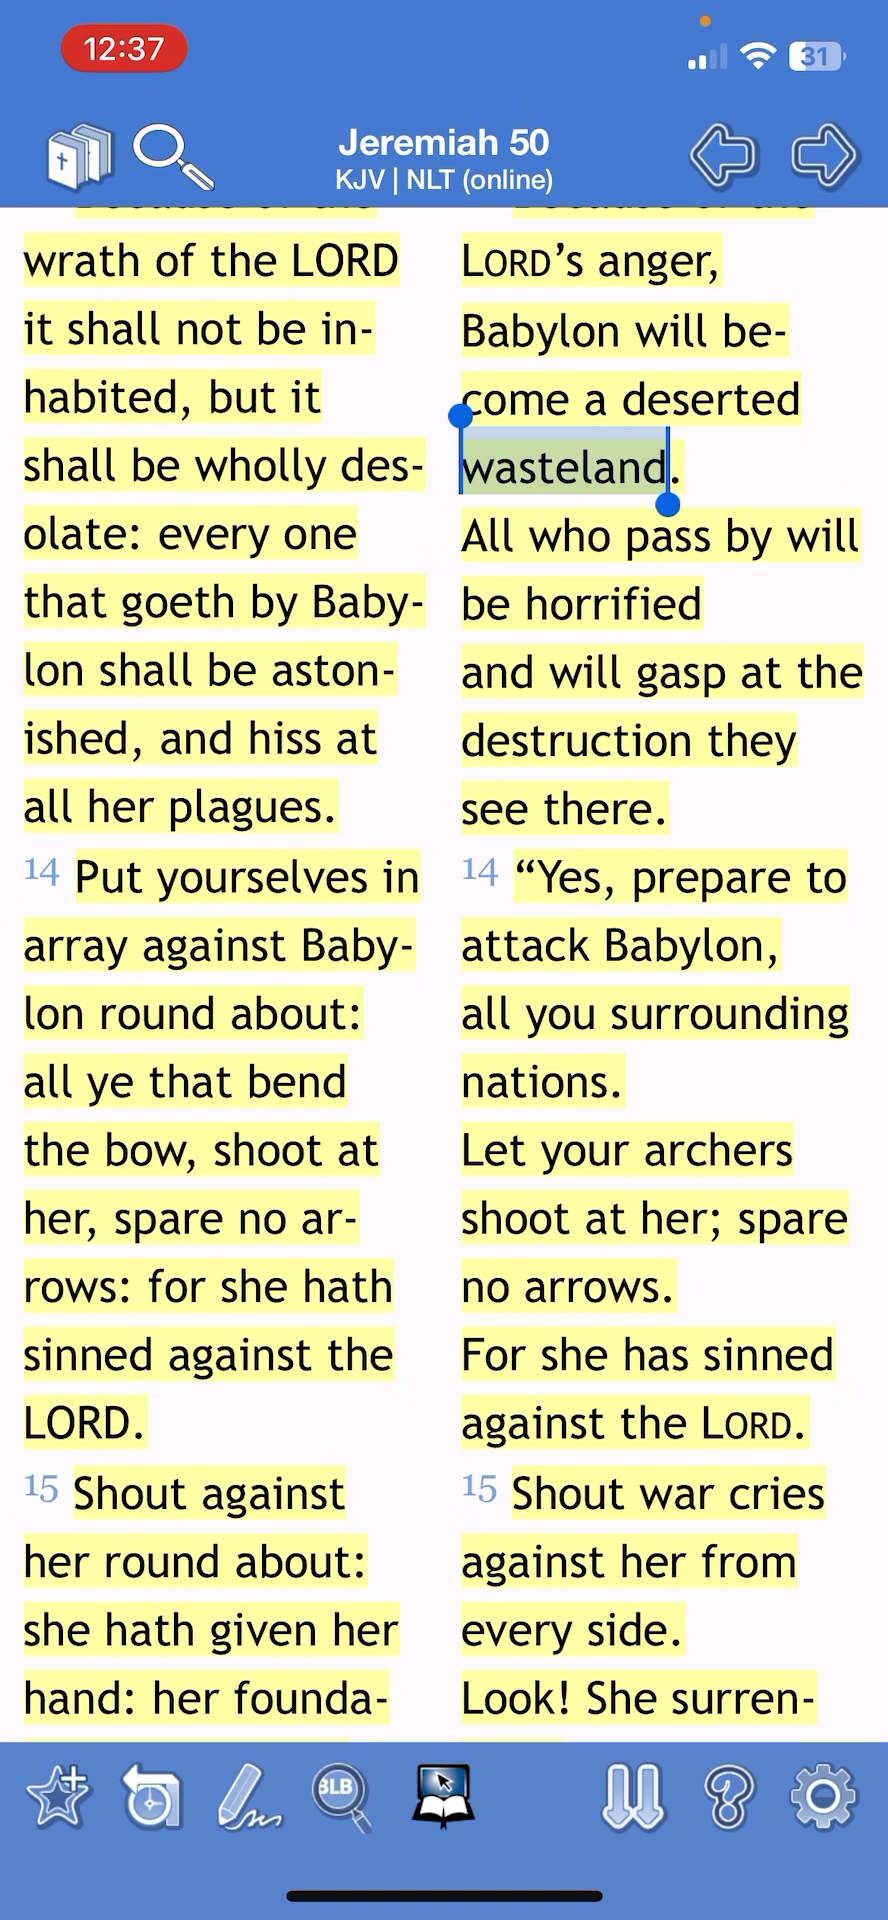 12:37
31
Jeremiah 50
KJV | NLT (online)
wrath of the LORD
it shall not be in-
habited, but it
shall be wholly des-
olate: every one
that goeth by Baby-
lon shall be aston-
ished, and hiss at
all her plagues.
14 Put yourselves in
array against Baby-
lon round about:
all ye that bend
the bow, shoot at
her, spare no ar-
rows: for she hath
sinned against the
LORD.
15 Shout against
her round about:
she hath given her
hand: her founda-
LORD’s anger,
Babylon will be-
come a deserted
wasteland.
All who pass by will
be horrified
and will gasp at the
destruction they
see there.
14 “Yes, prepare to
attack Babylon,
all you surrounding
nations.
Let your archers
shoot at her; spare
no arrows.
For she has sinned
against the LORD.
15 Shout war cries
against her from
every side.
Look! She surren-
BLB